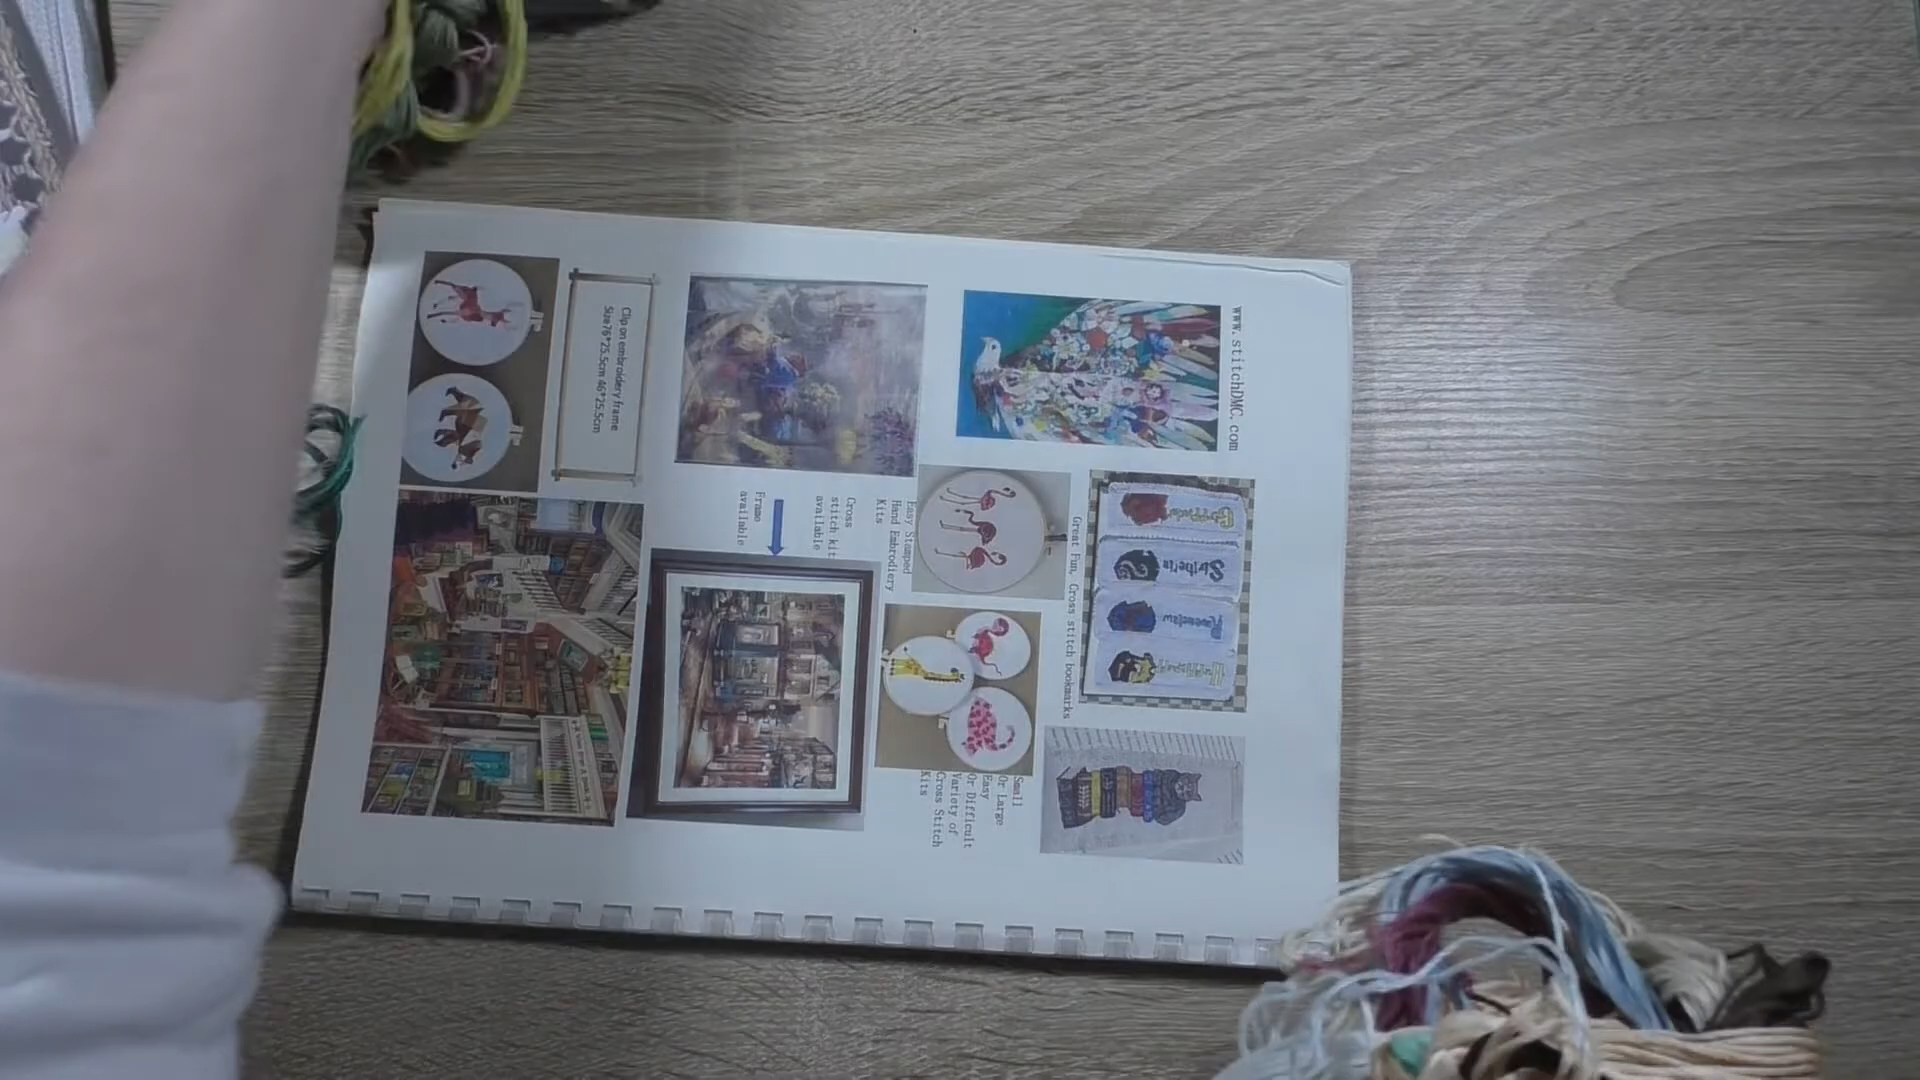 www.stitchDMC.com
Gryffindor
Slytherin
Ravenclaw
Great Fun, Cross stitch bookmarks
Easy Stamped
Hand Embrodiery
Kits
Small
Or Large
Easy
Or Difficult
Variety of
Cross Stitch
Kits
Cross
stitch kit
available
Frame
available
Clip on embroidery frame
Size76*25.5cm 46*25.5cm